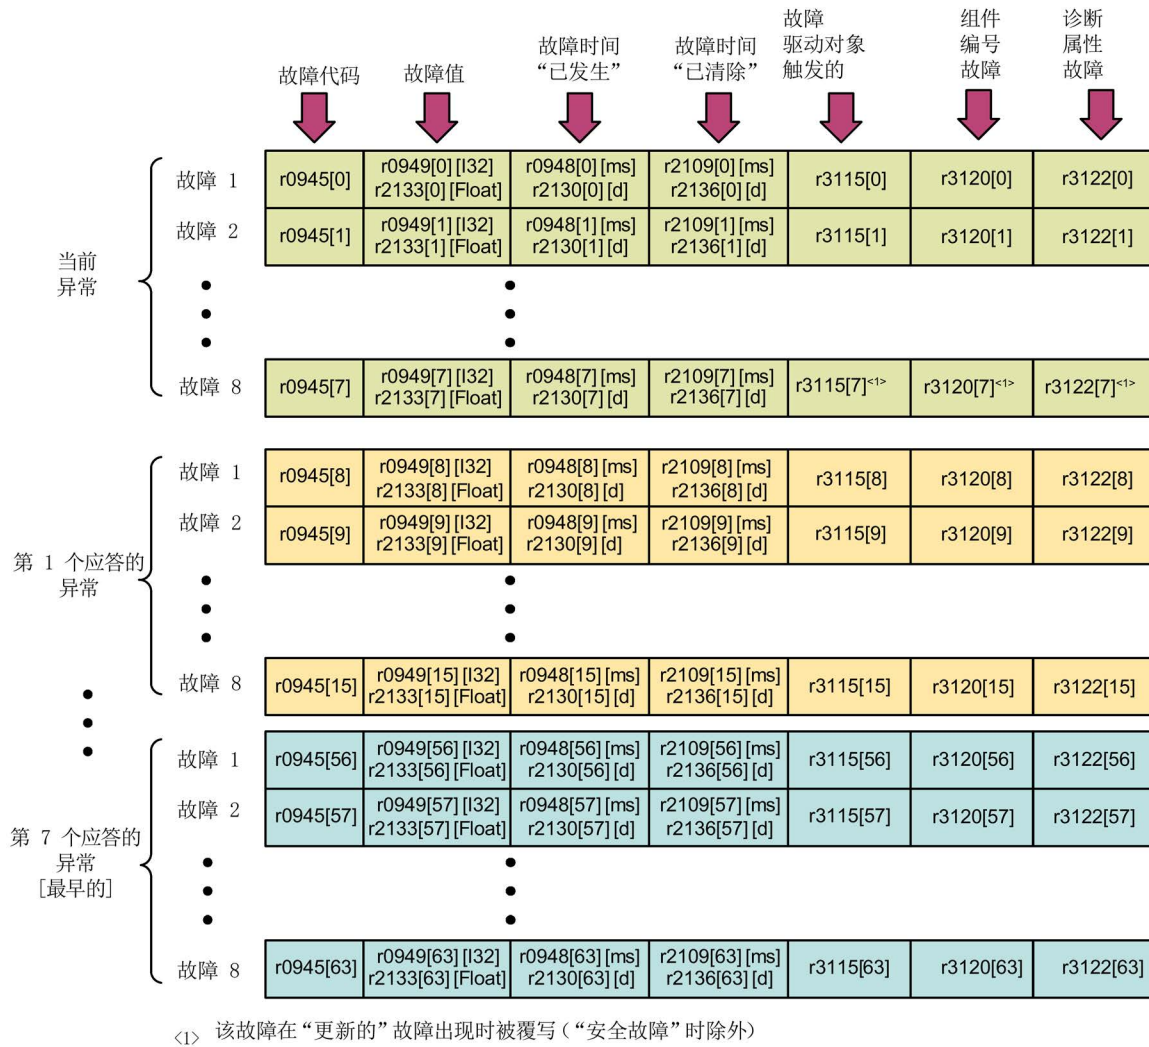 故障代码
故障值
故障时间
“已发生”
故障时间
“已清除”
故障
驱动对象
触发的
组件
编号
故障
诊断
属性
故障
当前
异常
故障 1
r0945[0]
r0949[0] [I32]
r2133[0] [Float]
r0948[0] [ms]
r2130[0] [d]
r2109[0] [ms]
r2136[0] [d]
r3115[0]
r3120[0]
r3122[0]
故障 2
r0945[1]
r0949[1] [I32]
r2133[1] [Float]
r0948[1] [ms]
r2130[1] [d]
r2109[1] [ms]
r2136[1] [d]
r3115[1]
r3120[1]
r3122[1]
故障 8
r0945[7]
r0949[7] [I32]
r2133[7] [Float]
r0948[7] [ms]
r2130[7] [d]
r2109[7] [ms]
r2136[7] [d]
r3115[7]<1>
r3120[7]<1>
r3122[7]<1>
第 1 个应答的
异常
故障 1
r0945[8]
r0949[8] [I32]
r2133[8] [Float]
r0948[8] [ms]
r2130[8] [d]
r2109[8] [ms]
r2136[8] [d]
r3115[8]
r3120[8]
r3122[8]
故障 2
r0945[9]
r0949[9] [I32]
r2133[9] [Float]
r0948[9] [ms]
r2130[9] [d]
r2109[9] [ms]
r2136[9] [d]
r3115[9]
r3120[9]
r3122[9]
故障 8
r0945[15]
r0949[15] [I32]
r2133[15] [Float]
r0948[15] [ms]
r2130[15] [d]
r2109[15] [ms]
r2136[15] [d]
r3115[15]
r3120[15]
r3122[15]
第 7 个应答的
异常
[最早的]
故障 1
r0945[56]
r0949[56] [I32]
r2133[56] [Float]
r0948[56] [ms]
r2130[56] [d]
r2109[56] [ms]
r2136[56] [d]
r3115[56]
r3120[56]
r3122[56]
故障 2
r0945[57]
r0949[57] [I32]
r2133[57] [Float]
r0948[57] [ms]
r2130[57] [d]
r2109[57] [ms]
r2136[57] [d]
r3115[57]
r3120[57]
r3122[57]
故障 8
r0945[63]
r0949[63] [I32]
r2133[63] [Float]
r0948[63] [ms]
r2130[63] [d]
r2109[63] [ms]
r2136[63] [d]
r3115[63]
r3120[63]
r3122[63]
<1> 该故障在“更新的”故障出现时被覆写(“安全故障”时除外)